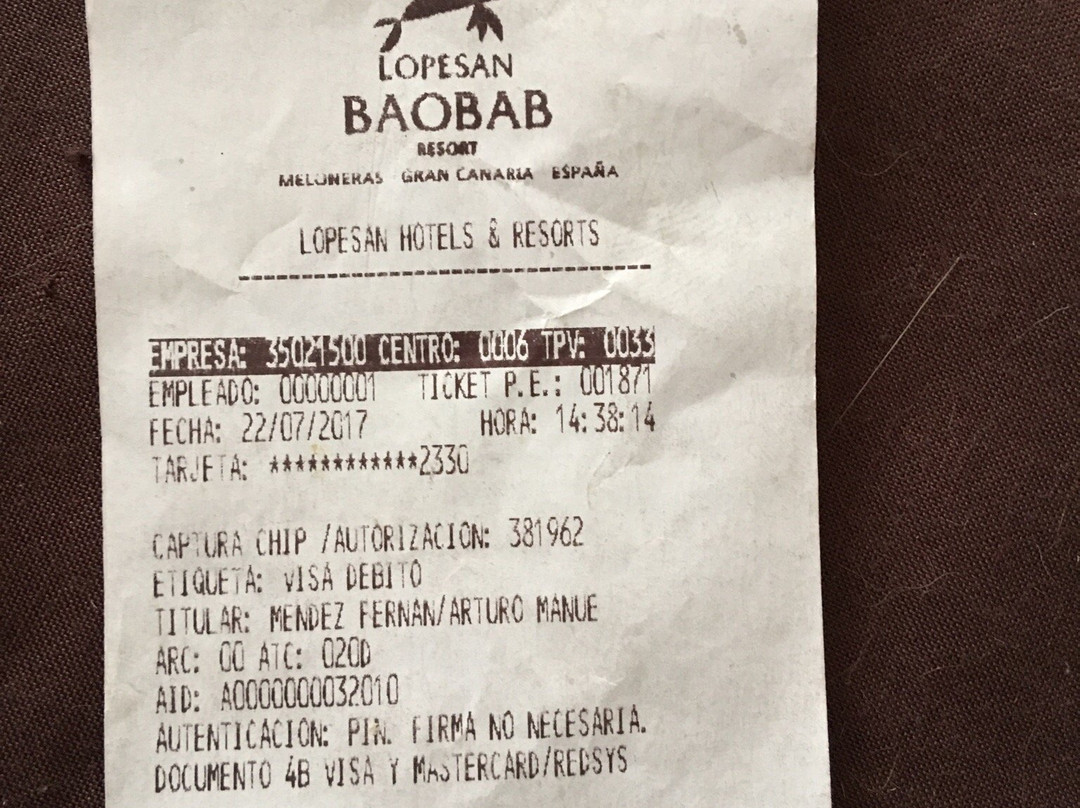 LOPESAN
BAOBAB
RESORT
MELONERAS GRAN CANARIA ESPAÑA
LOPESAN HOTELS & RESORTS
--------------------------------
EMPRESA: 35021500 CENTRO: 0006 TPV: 0033
EMPLEADO: 00000001 TICKET P.E.: 001871
FECHA: 22/07/2017 HORA: 14:38:14
TARJETA: ************2330
CAPTURA CHIP /AUTORIZACION: 381962
ETIQUETA: VISA DEBITO
TITULAR: MENDEZ FERNAN/ARTURO MANUE
ARC: 00 ATC: 020D
AID: A0000000032010
AUTENTICACION: PIN. FIRMA NO NECESARIA.
DOCUMENTO 4B VISA Y MASTERCARD/REDSYS